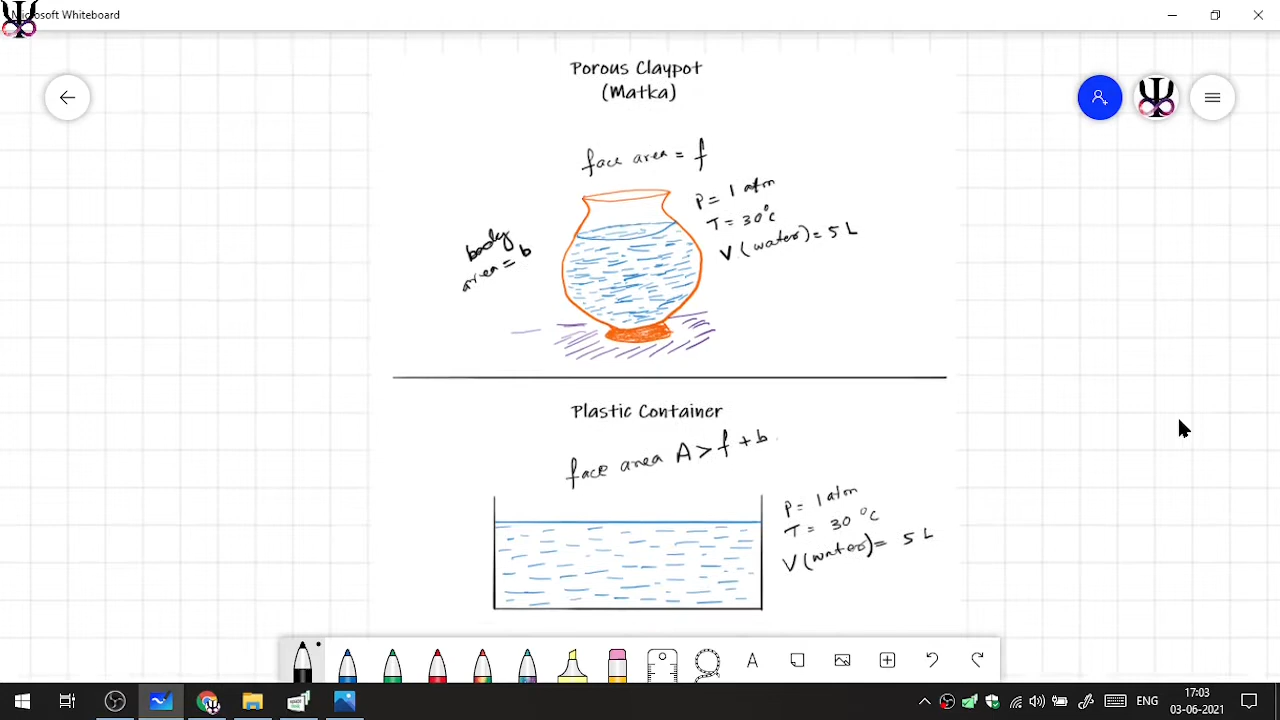 Microsoft Whiteboard
Porous Claypot
(Matka)
face area = f
P = 1 atm
T = 30°C
V (water) = 5 L
body
area = b
Plastic Container
face area A > f + b
P = 1 atm
T = 30 °C
V (water) = 5 L
ENG
17:03
03-06-2021